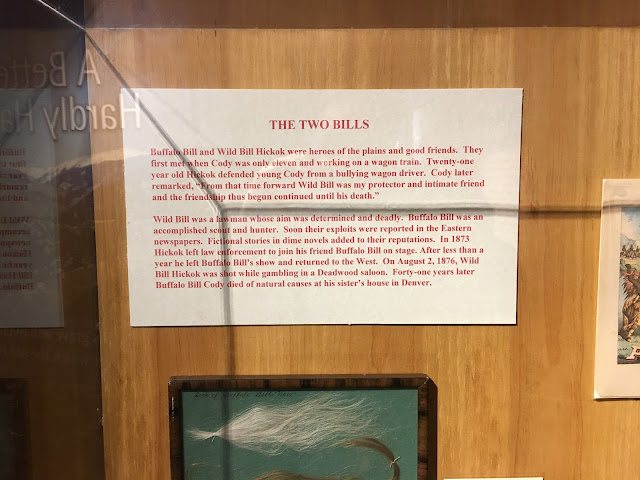 A Bette
Hardly Ha
THE TWO BILLS
Buffalo Bill and Wild Bill Hickok were heroes of the plains and good friends. They
first met when Cody was only eleven and working on a wagon train. Twenty-one
year old Hickok defended young Cody from a bullying wagon driver. Cody later
remarked, “From that time forward Wild Bill was my protector and intimate friend
and the friendship thus begun continued until his death.”
Wild Bill was a lawman whose aim was determined and deadly. Buffalo Bill was an
accomplished scout and hunter. Soon their exploits were reported in the Eastern
newspapers. Fictional stories in dime novels added to their reputations. In 1873
Hickok left law enforcement to join his friend Buffalo Bill on stage. After less than a
year he left Buffalo Bill's show and returned to the West. On August 2, 1876, Wild
Bill Hickok was shot while gambling in a Deadwood saloon. Forty-one years later
Buffalo Bill Cody died of natural causes at his sister's house in Denver.